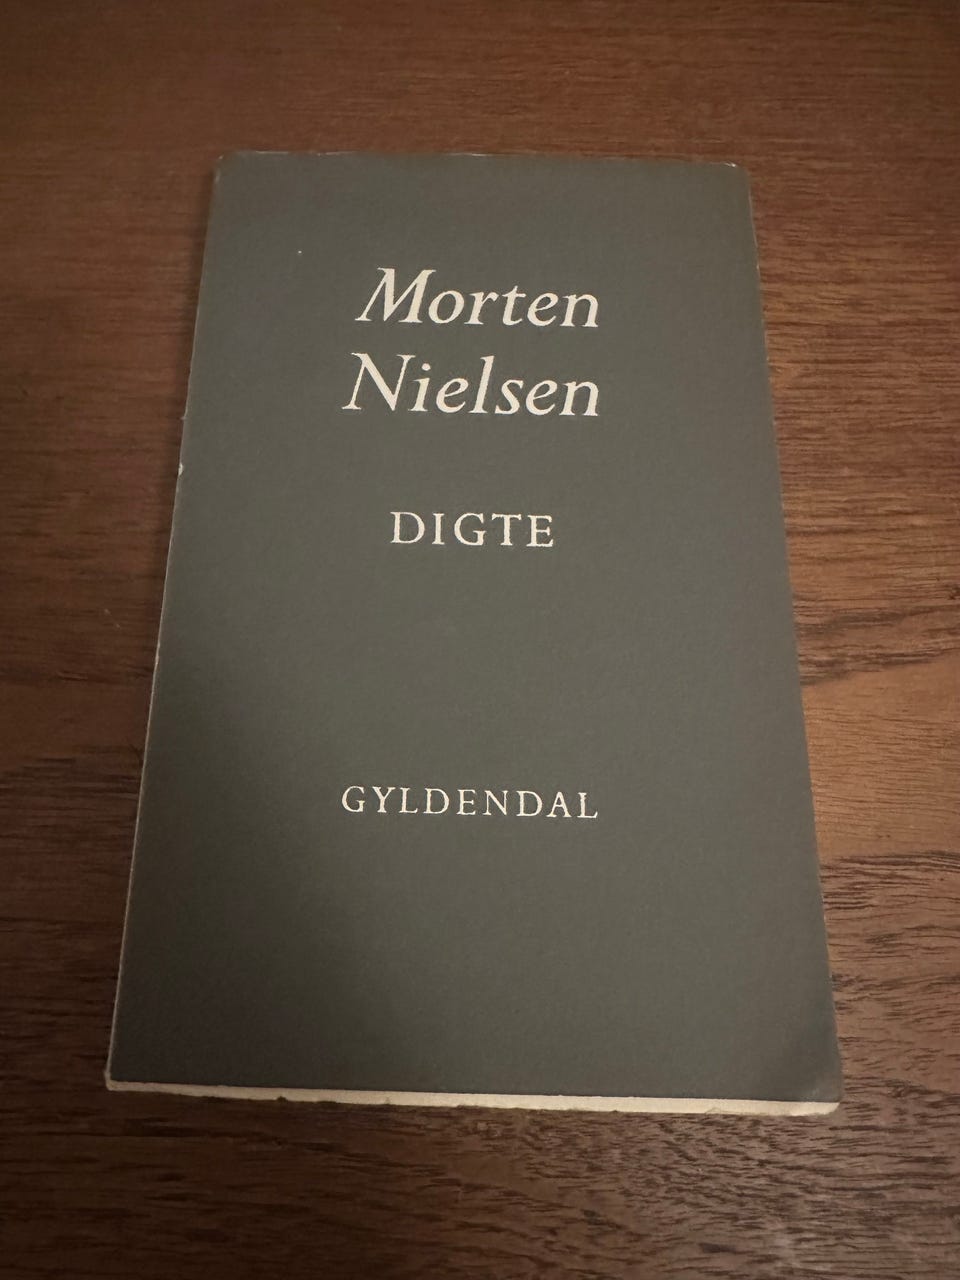 Morten
Nielsen
DIGTE
GYLDENDAL